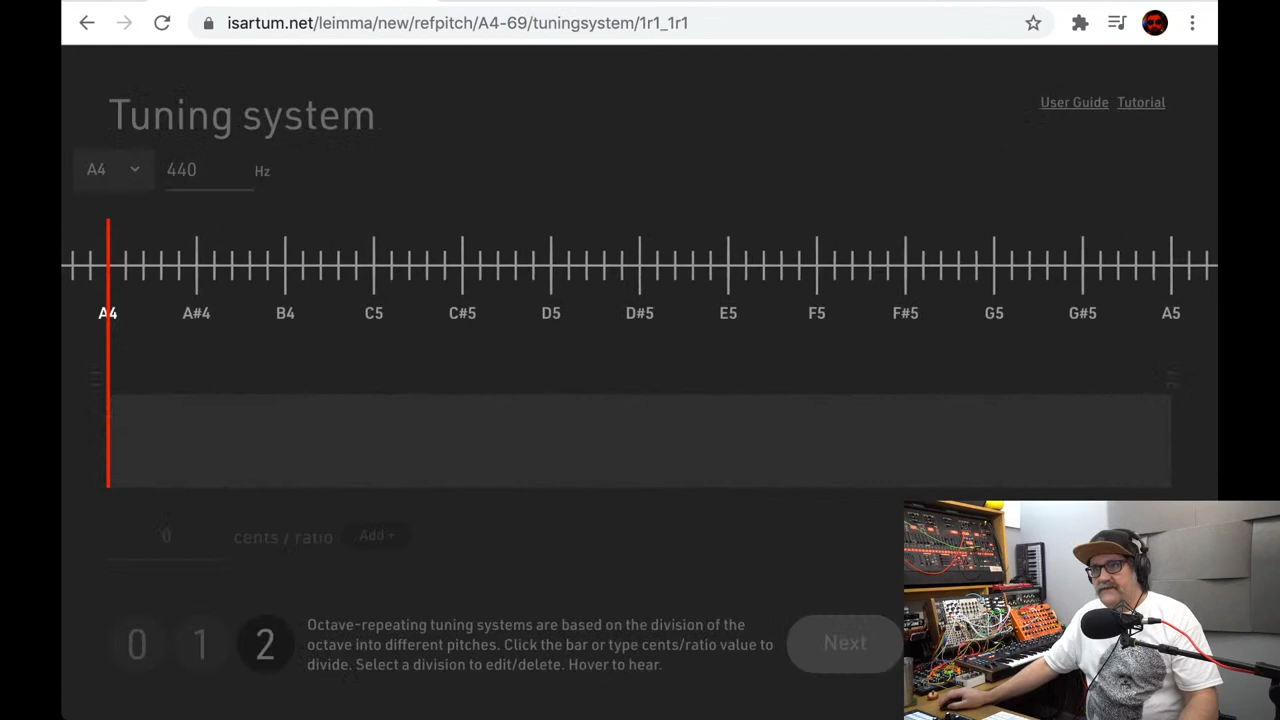 isartum.net/leimma/new/refpitch/A4-69/tuningsystem/1r1_1r1
Tuning system
User Guide Tutorial
A4 440 Hz
A4 A#4 B4 C5 C#5 D5 D#5 E5 F5 F#5 G5 G#5 A5
0 cents / ratio Add +
0 1 2
Octave-repeating tuning systems are based on the division of the
octave into different pitches. Click the bar or type cents/ratio value to
divide. Select a division to edit/delete. Hover to hear.
Next